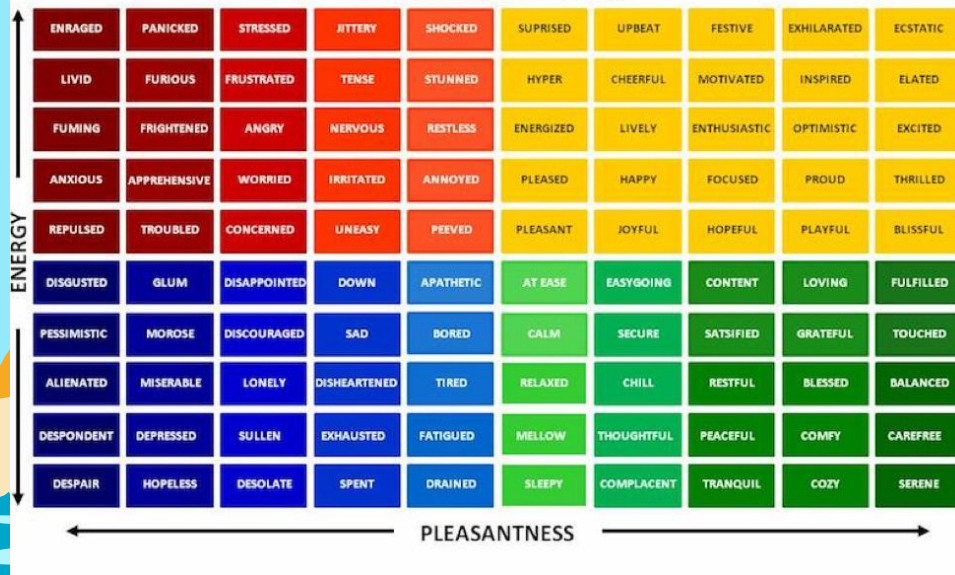 ENRAGED PANICKED STRESSED JITTERY SHOCKED SUPRISED UPBEAT FESTIVE EXHILARATED ECSTATIC
LIVID FURIOUS FRUSTRATED TENSE STUNNED HYPER CHEERFUL MOTIVATED INSPIRED ELATED
FUMING FRIGHTENED ANGRY NERVOUS RESTLESS ENERGIZED LIVELY ENTHUSIASTIC OPTIMISTIC EXCITED
ANXIOUS APPREHENSIVE WORRIED IRRITATED ANNOYED PLEASED HAPPY FOCUSED PROUD THRILLED
REPULSED TROUBLED CONCERNED UNEASY PEEVED PLEASANT JOYFUL HOPEFUL PLAYFUL BLISSFUL
ENERGY
DISGUSTED GLUM DISAPPOINTED DOWN APATHETIC AT EASE EASYGOING CONTENT LOVING FULFILLED
PESSIMISTIC MOROSE DISCOURAGED SAD BORED CALM SECURE SATSIFIED GRATEFUL TOUCHED
ALIENATED MISERABLE LONELY DISHEARTENED TIRED RELAXED CHILL RESTFUL BLESSED BALANCED
DESPONDENT DEPRESSED SULLEN EXHAUSTED FATIGUED MELLOW THOUGHTFUL PEACEFUL COMFY CAREFREE
DESPAIR HOPELESS DESOLATE SPENT DRAINED SLEEPY COMPLACENT TRANQUIL COZY SERENE
PLEASANTNESS